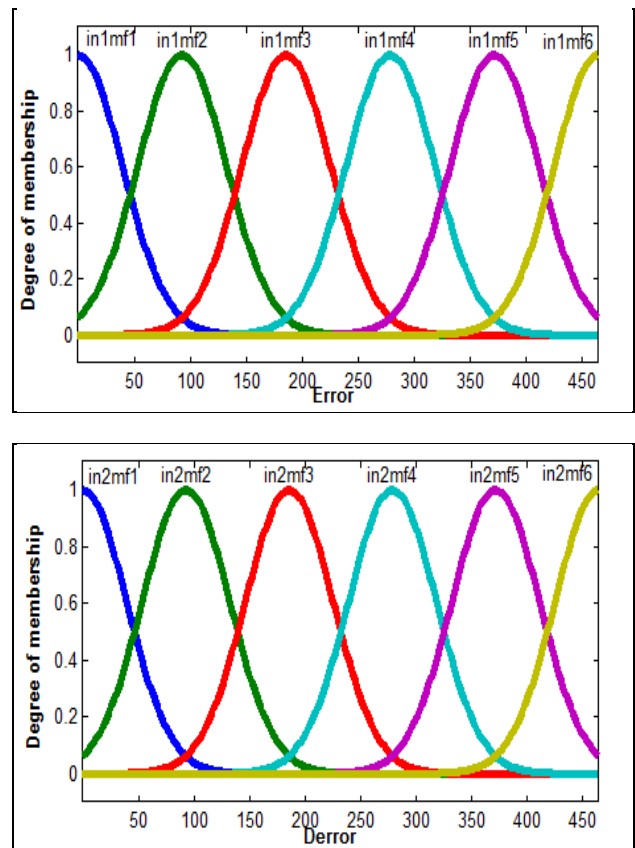 in1mf1 in1mf2 in1mf3 in1mf4 in1mf5 in1mf6
1
0.8
0.6
0.4
0.2
0
Degree of membership
50 100 150 200 250 300 350 400 450
Error
in2mf1 in2mf2 in2mf3 in2mf4 in2mf5 in2mf6
1
0.8
0.6
0.4
0.2
0
Degree of membership
50 100 150 200 250 300 350 400 450
Derror